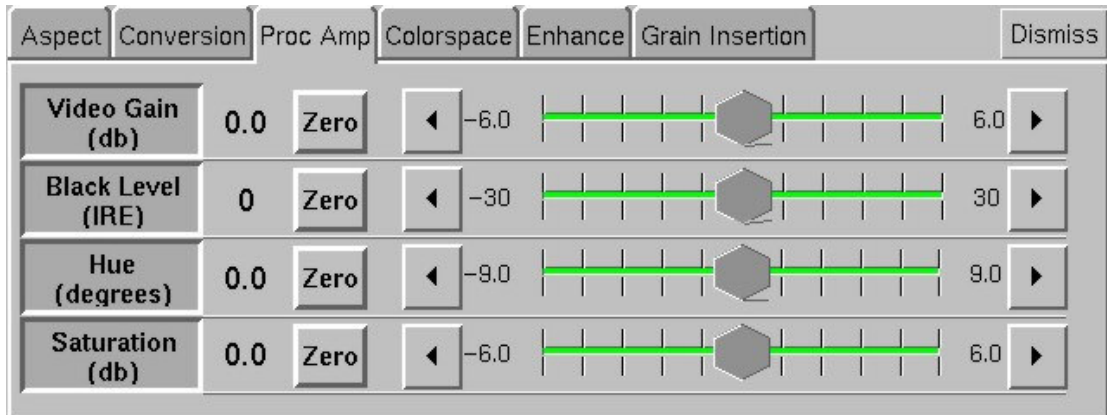 Aspect Conversion Proc Amp Colorspace Enhance Grain Insertion Dismiss
Video Gain
(db)
0.0 Zero -6.0 6.0
Black Level
(IRE)
0 Zero -30 30
Hue
(degrees)
0.0 Zero -9.0 9.0
Saturation
(db)
0.0 Zero -6.0 6.0